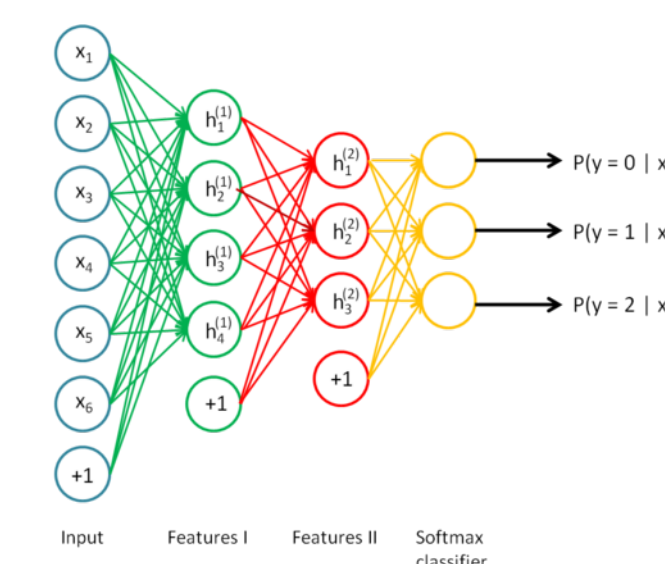 x₁
x₂
x₃
x₄
x₅
x₆
+1
h₁⁽¹⁾
h₂⁽¹⁾
h₃⁽¹⁾
h₄⁽¹⁾
+1
h₁⁽²⁾
h₂⁽²⁾
h₃⁽²⁾
+1
P(y = 0 | x
P(y = 1 | x
P(y = 2 | x
Input
Features I
Features II
Softmax
classifier